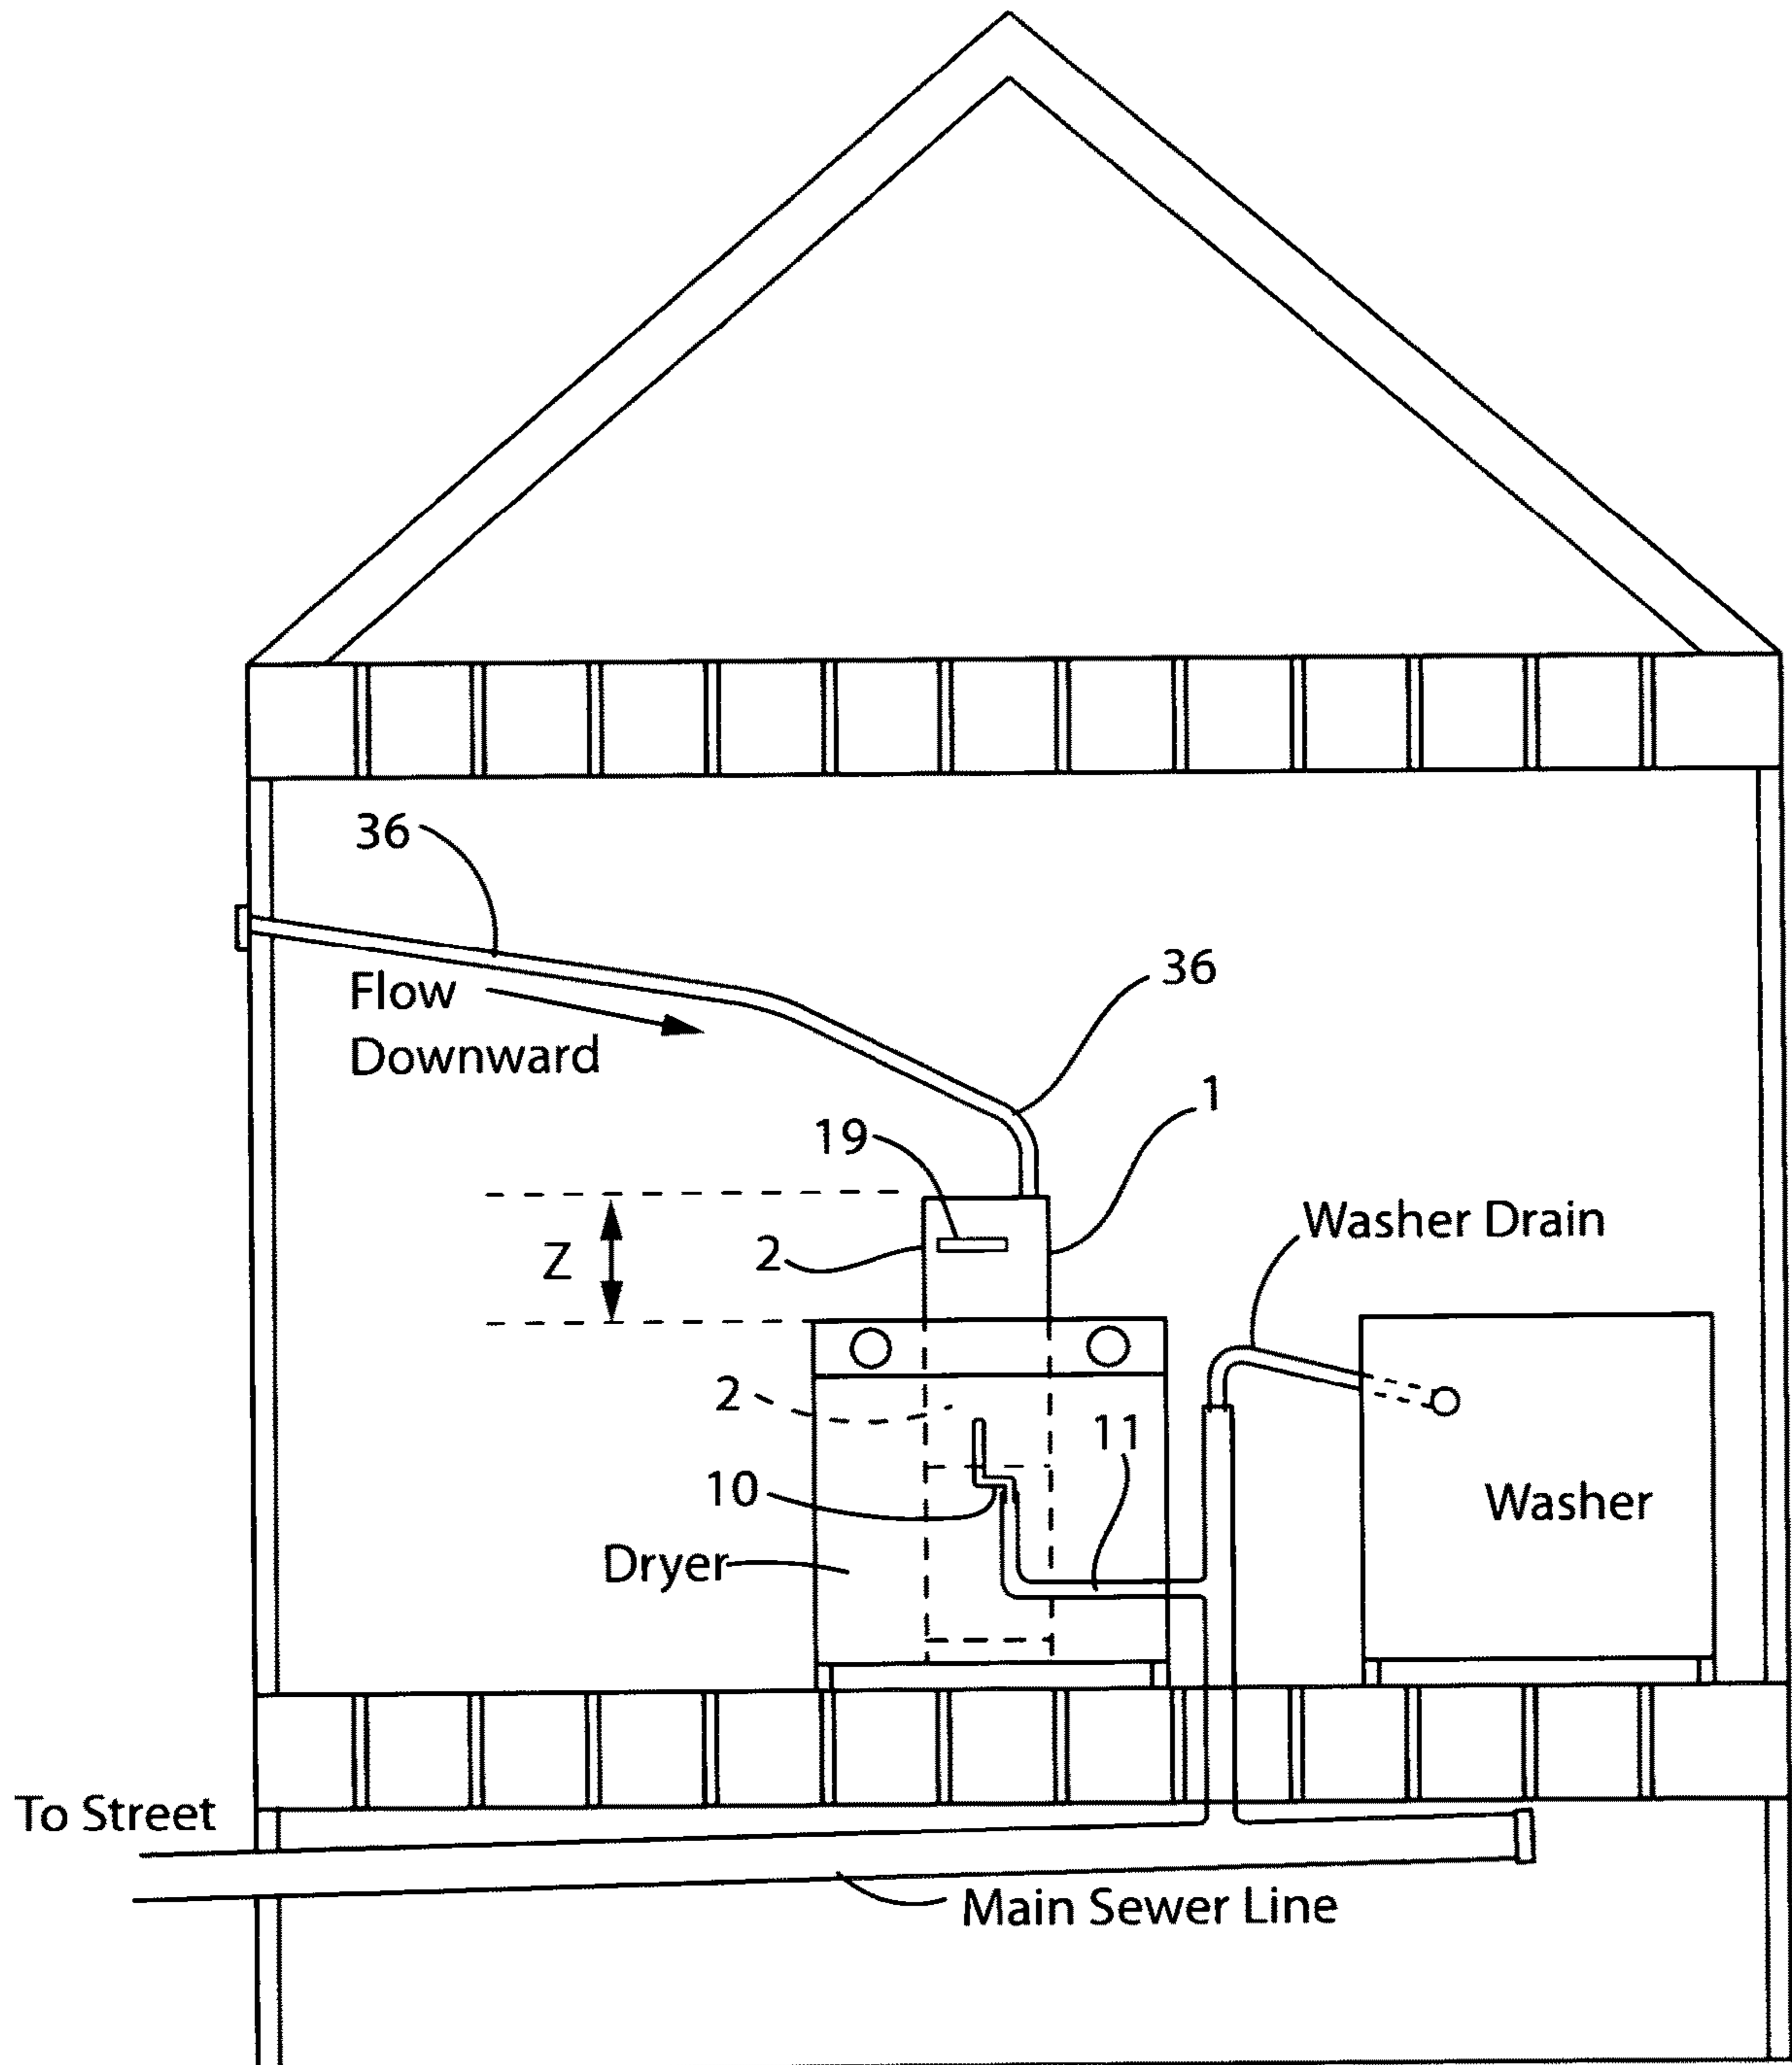 36
Flow
Downward
36
1
19
Washer Drain
Z
2
2
11
10
Washer
Dryer
To Street
Main Sewer Line